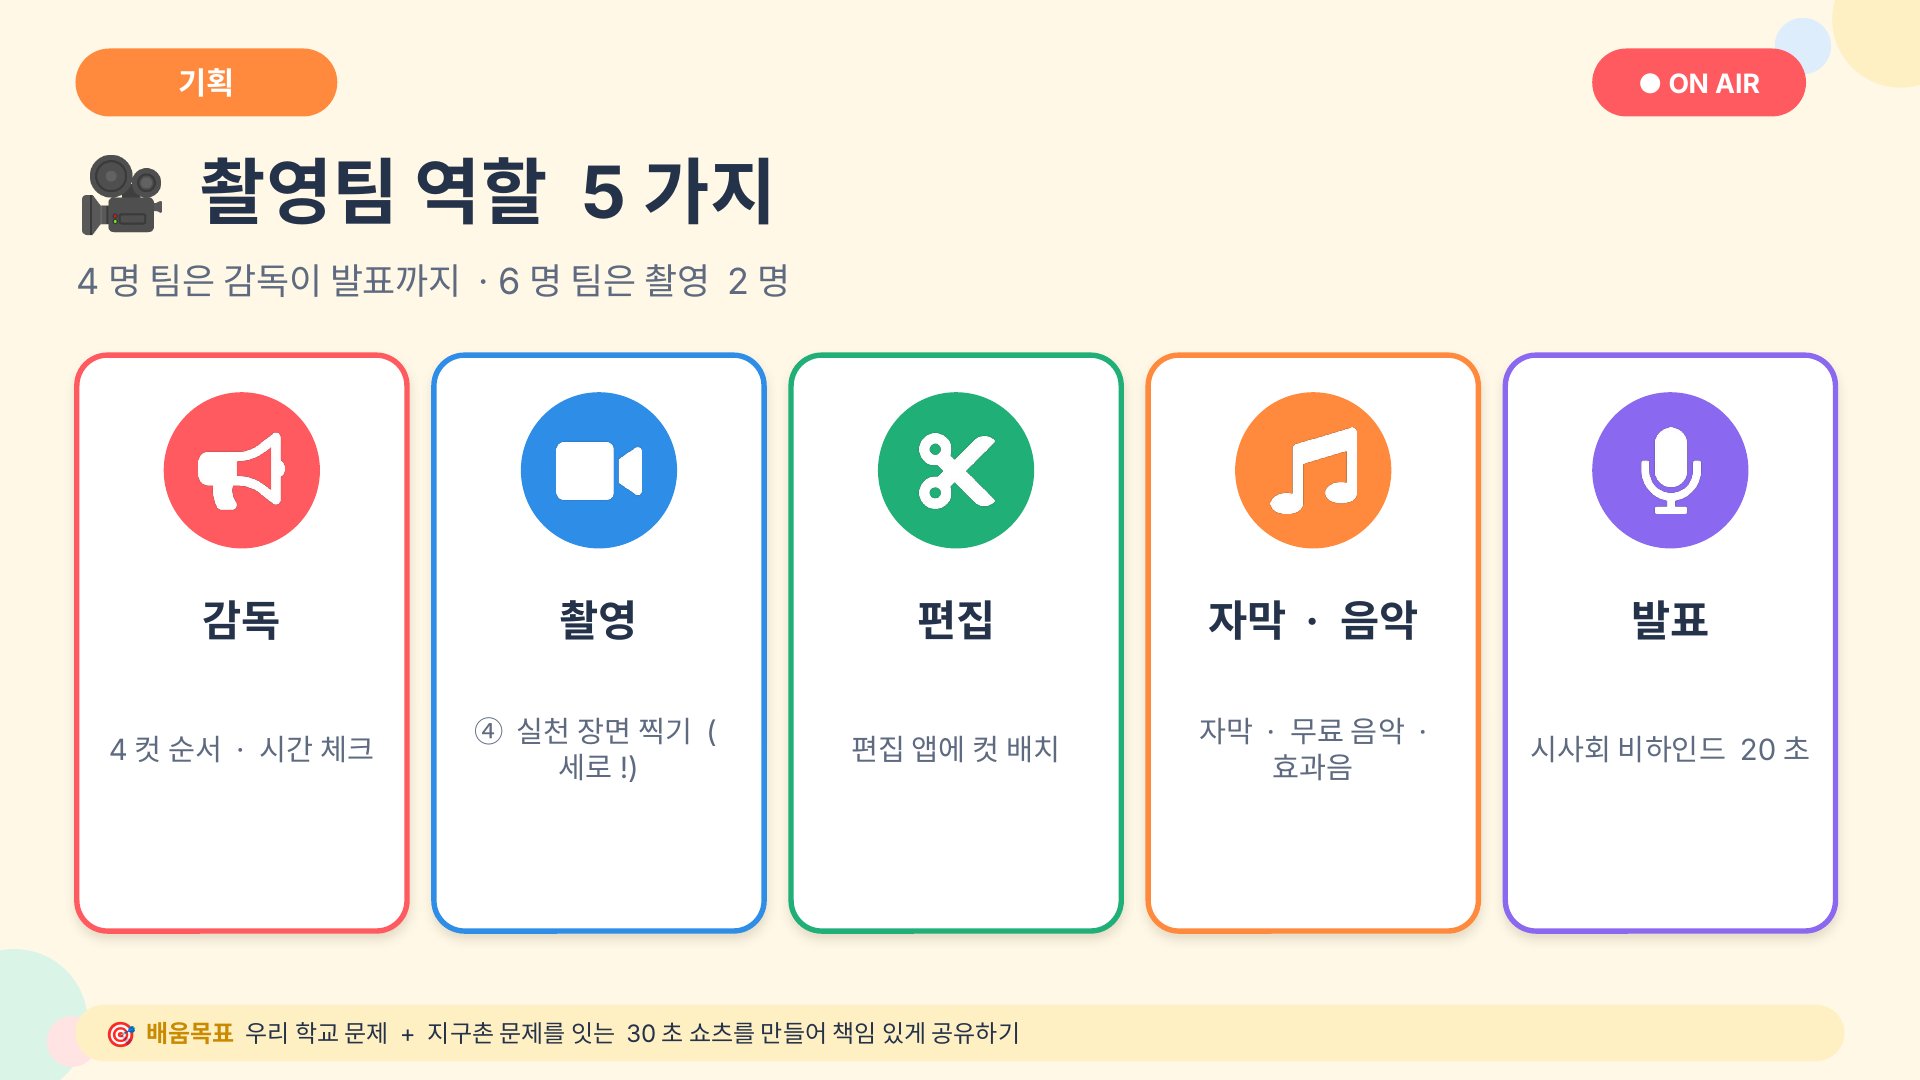 기획
ON AIR
촬영팀 역할 5 가지
4 명 팀은 감독이 발표까지 · 6 명 팀은 촬영 2 명
감독
4 컷 순서 · 시간 체크
촬영
④ 실천 장면 찍기 (
세로 !)
편집
편집 앱에 컷 배치
자막 · 음악
자막 · 무료 음악 ·
효과음
발표
시사회 비하인드 20 초
배움목표 우리 학교 문제 + 지구촌 문제를 잇는 30 초 쇼츠를 만들어 책임 있게 공유하기